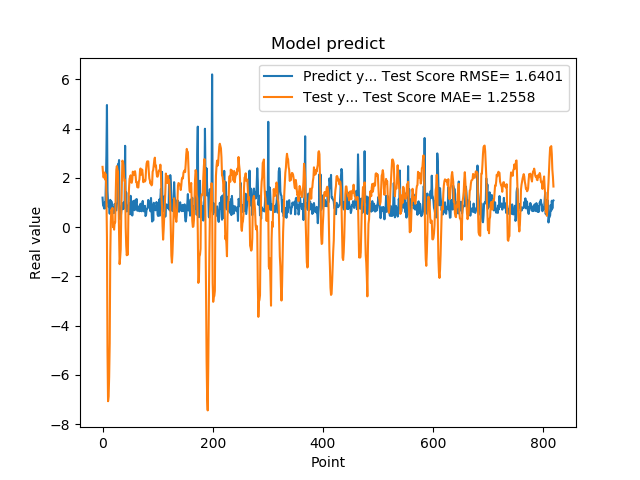 Model predict
Predict y... Test Score RMSE= 1.6401
Test y... Test Score MAE= 1.2558
Real value
6
4
2
0
−2
−4
−6
−8
0 200 400 600 800
Point